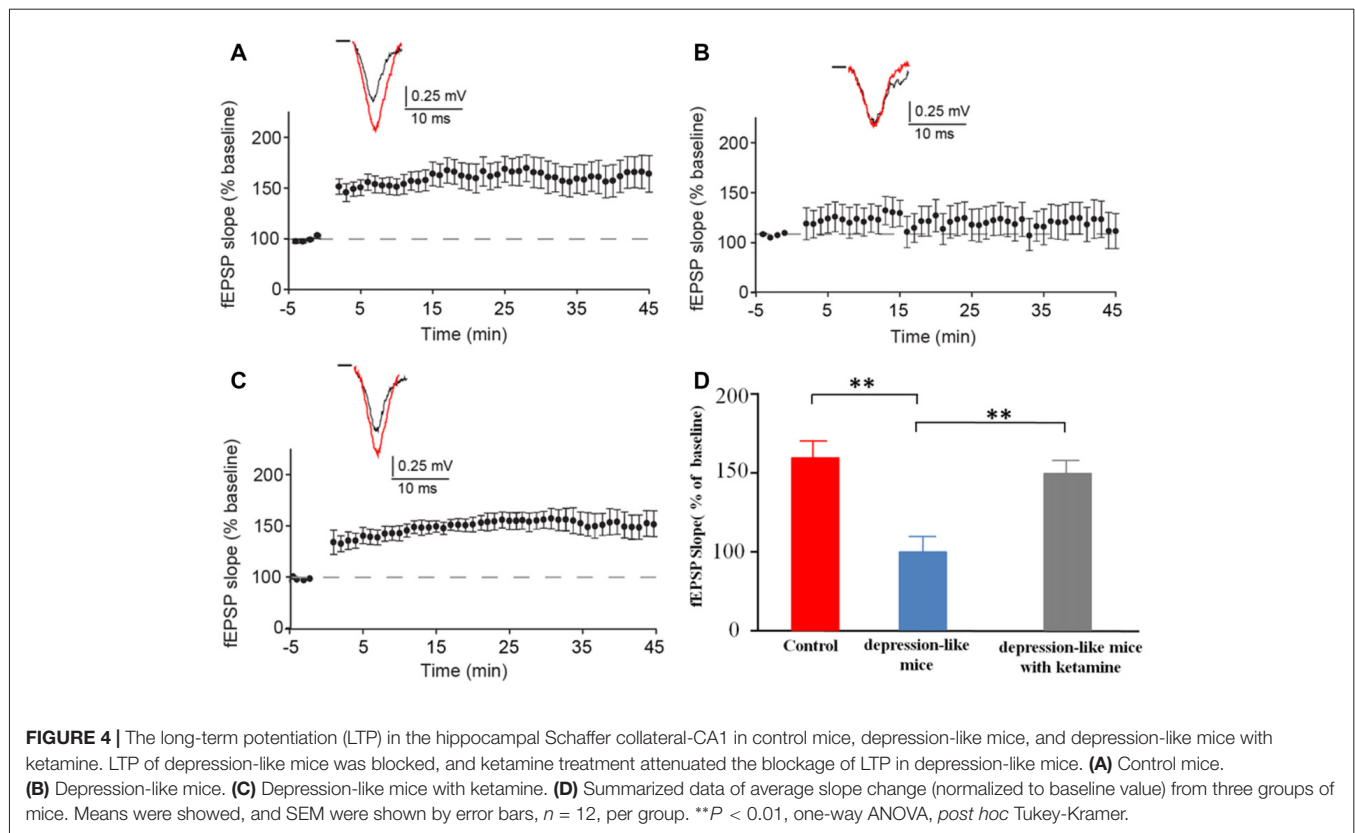 A
0.25 mV
10 ms
fEPSP slope (% baseline)
200
150
100
0
-5 5 15 25 35 45
Time (min)
B
0.25 mV
10 ms
fEPSP slope (% baseline)
200
150
100
0
-5 5 15 25 35 45
Time (min)
C
0.25 mV
10 ms
fEPSP slope (% baseline)
200
150
100
0
-5 5 15 25 35 45
Time (min)
D
fEPSP Slope( % of baseline)
200
150
100
0
**
**
Control
depression-like
mice
depression-like mice
with ketamine
FIGURE 4 | The long-term potentiation (LTP) in the hippocampal Schaffer collateral-CA1 in control mice, depression-like mice, and depression-like mice with
ketamine. LTP of depression-like mice was blocked, and ketamine treatment attenuated the blockage of LTP in depression-like mice. (A) Control mice.
(B) Depression-like mice. (C) Depression-like mice with ketamine. (D) Summarized data of average slope change (normalized to baseline value) from three groups of
mice. Means were showed, and SEM were shown by error bars, n = 12, per group. **P < 0.01, one-way ANOVA, post hoc Tukey-Kramer.